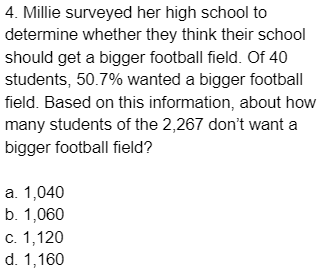 4. Millie surveyed her high school to
determine whether they think their school
should get a bigger football field. Of 40
students, 50.7% wanted a bigger football
field. Based on this information, about how
many students of the 2,267 don't want a
bigger football field?
a. 1,040
b. 1,060
c. 1,120
d. 1,160